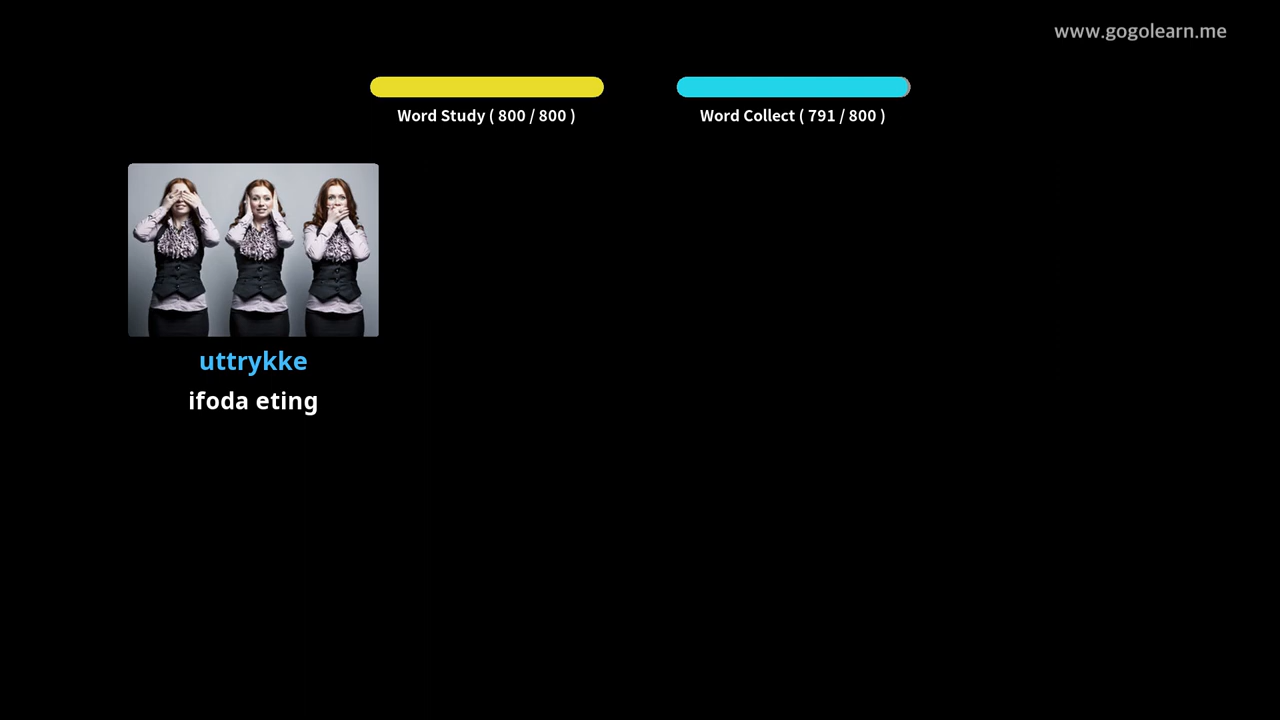 www.gogolearn.me
Word Study ( 800 / 800 )
Word Collect ( 791 / 800 )
uttrykke
ifoda eting